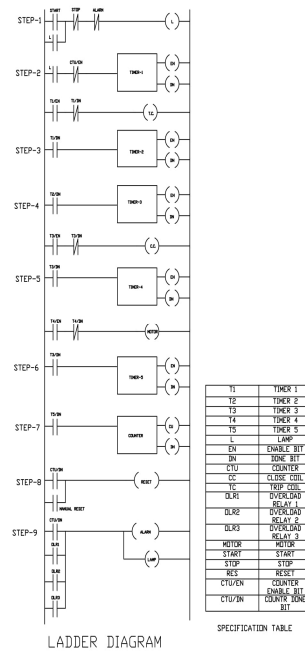 START STOP ALARM
STEP-1 L
L
L CTU/EN EN
STEP-2 TIMER-1
DN
T1/EN T1/DN
T.C.
T1/DN EN
STEP-3 TIMER-2
DN
T2/DN EN
STEP-4 TIMER-3
DN
T3/EN T3/DN
C.C.
T3/DN EN
STEP-5 TIMER-4
DN
T4/EN T4/DN
MOTOR
T3/DN EN
STEP-6 TIMER-5
DN
T5/DN CU
STEP-7 COUNTER
DN
CTU/DN
STEP-8 RESET
MANUAL RESET
CTU/DN
STEP-9 ALARM
OLR1
LAMP
OLR2
OLR3
LADDER DIAGRAM
T1 TIMER 1
T2 TIMER 2
T3 TIMER 3
T4 TIMER 4
T5 TIMER 5
L LAMP
EN ENABLE BIT
DN DONE BIT
CTU COUNTER
CC CLOSE COIL
TC TRIP COIL
OLR1 OVERLOAD RELAY 1
OLR2 OVERLOAD RELAY 2
OLR3 OVERLOAD RELAY 3
MOTOR MOTOR
START START
STOP STOP
RES RESET
CTU/EN COUNTER ENABLE BIT
CTU/DN COUNTR DONE BIT
SPECIFICATION TABLE